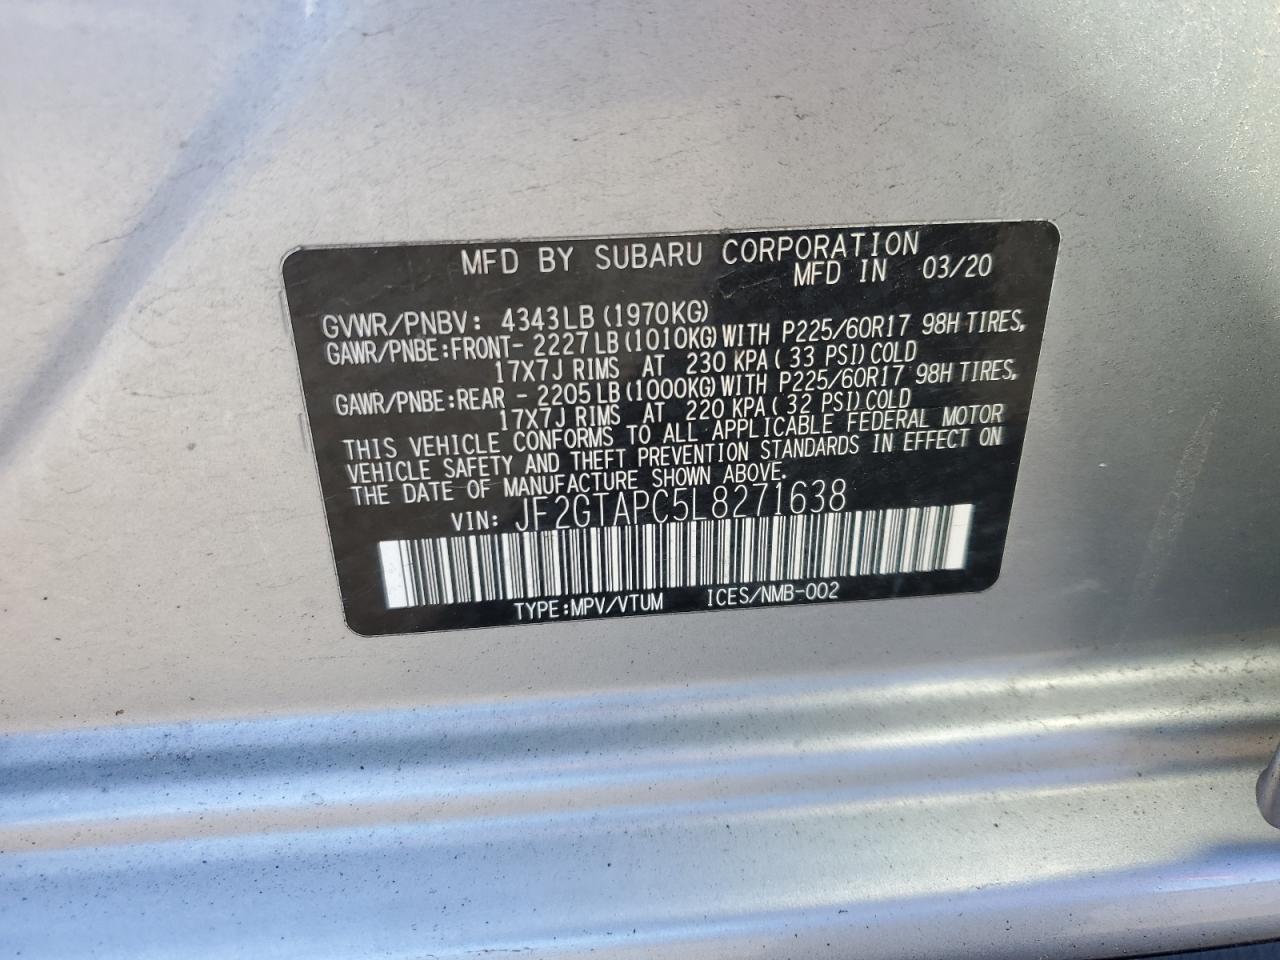 MFD BY SUBARU CORPORATION
MFD IN 03/20
GVWR/PNBV: 4343LB(1970KG)
GAWR/PNBE:FRONT- 2227LB(1010KG)WITH P225/60R17 98H TIRES,
17X7J RIMS AT 230 KPA(33 PSI)COLD
GAWR/PNBE:REAR - 2205LB(1000KG)WITH P225/60R17 98H TIRES,
17X7J RIMS AT 220 KPA(32 PSI)COLD
THIS VEHICLE CONFORMS TO ALL APPLICABLE FEDERAL MOTOR
VEHICLE SAFETY AND THEFT PREVENTION STANDARDS IN EFFECT ON
THE DATE OF MANUFACTURE SHOWN ABOVE.
VIN: JF2GTAPC5L8271638
TYPE:MPV/VTUM ICES/NMB-002